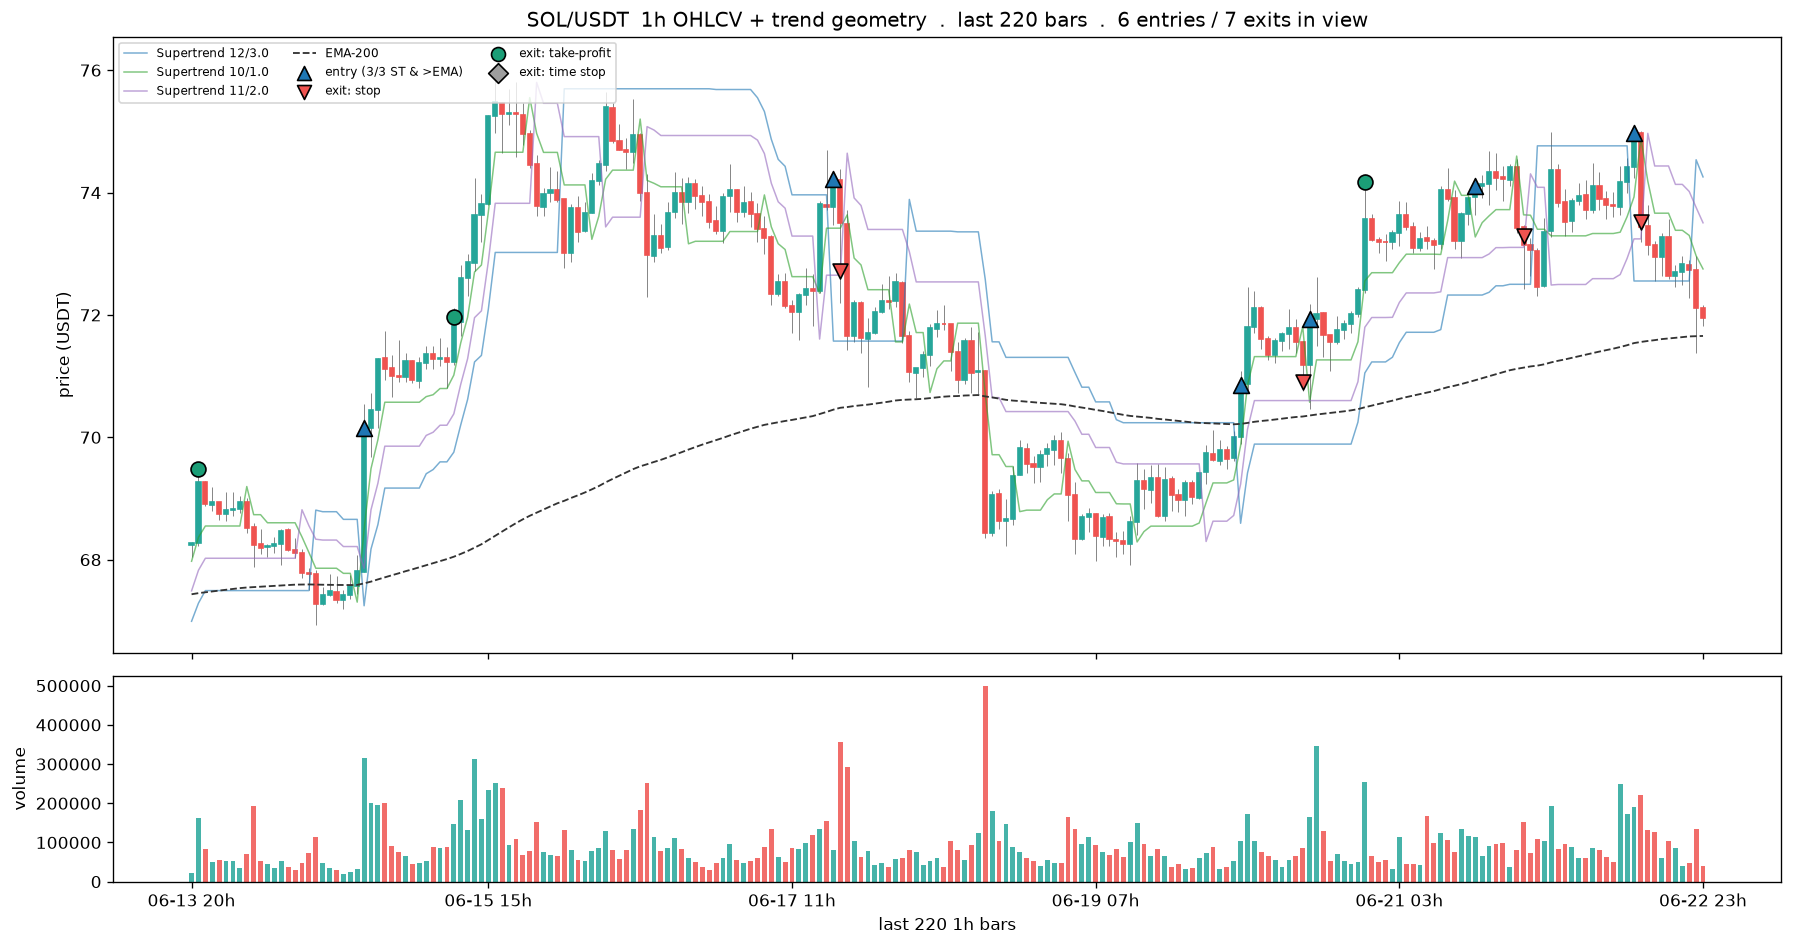 SOL/USDT  1h OHLCV + trend geometry  .  last 220 bars  .  6 entries / 7 exits in view
Supertrend 12/3.0
Supertrend 10/1.0
Supertrend 11/2.0
EMA-200
entry (3/3 ST & >EMA)
exit: stop
exit: take-profit
exit: time stop
price (USDT)
76
74
72
70
68
volume
500000
400000
300000
200000
100000
0
06-13 20h
06-15 15h
06-17 11h
06-19 07h
06-21 03h
06-22 23h
last 220 1h bars